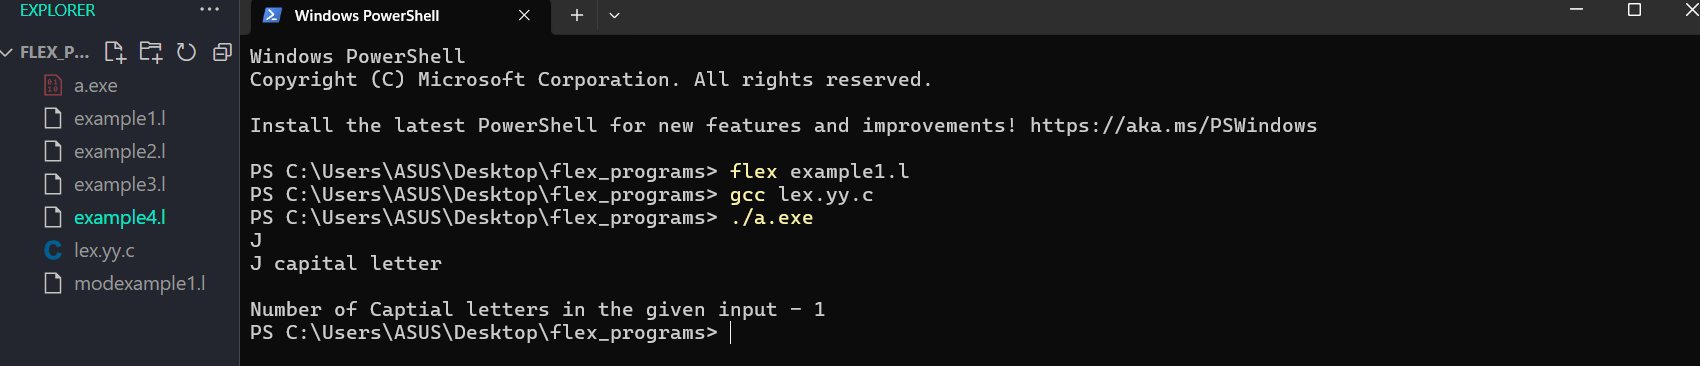 EXPLORER ...
FLEX_P...
a.exe
example1.l
example2.l
example3.l
example4.l
lex.yy.c
modexample1.l
Windows PowerShell
Windows PowerShell
Copyright (C) Microsoft Corporation. All rights reserved.
Install the latest PowerShell for new features and improvements! https://aka.ms/PSWindows
PS C:\Users\ASUS\Desktop\flex_programs> flex example1.l
PS C:\Users\ASUS\Desktop\flex_programs> gcc lex.yy.c
PS C:\Users\ASUS\Desktop\flex_programs> ./a.exe
J
J capital letter
Number of Captial letters in the given input - 1
PS C:\Users\ASUS\Desktop\flex_programs>